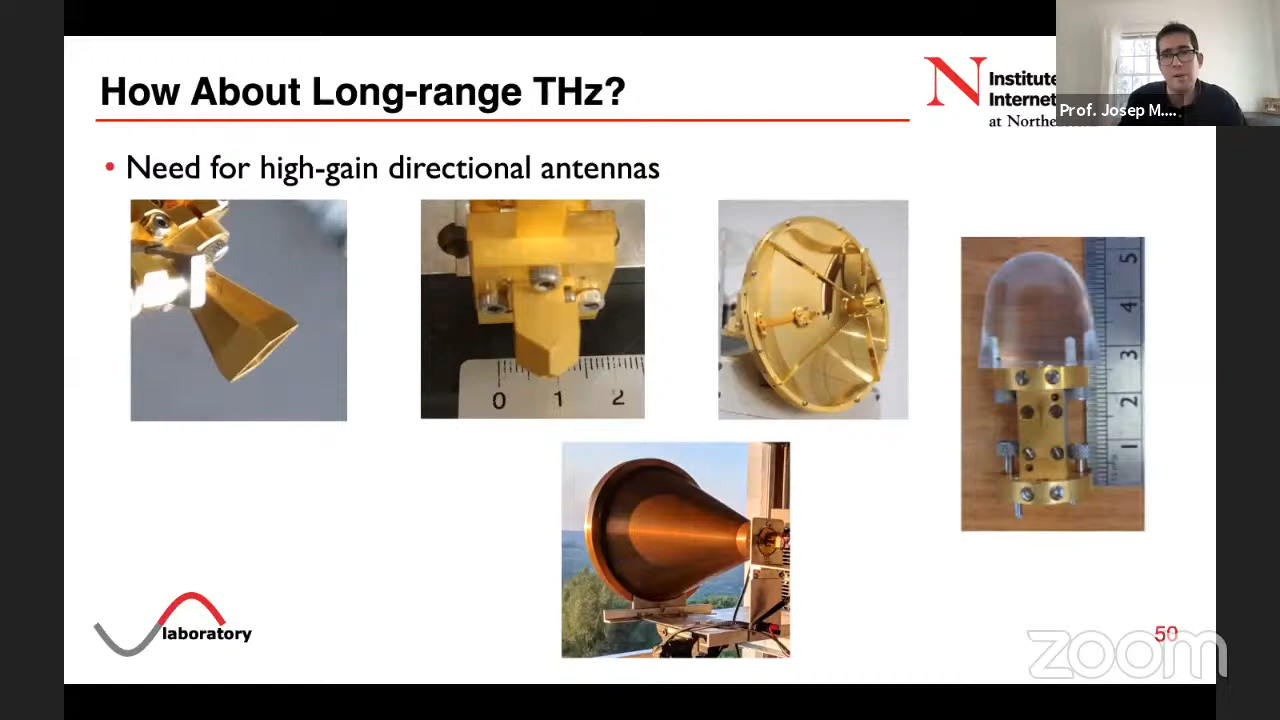 How About Long-range THz?
N
Institute
Internet
at Northe
Prof. Josep M....
• Need for high-gain directional antennas
0 1 2
5
4
3
2
1
laboratory
50
zoom